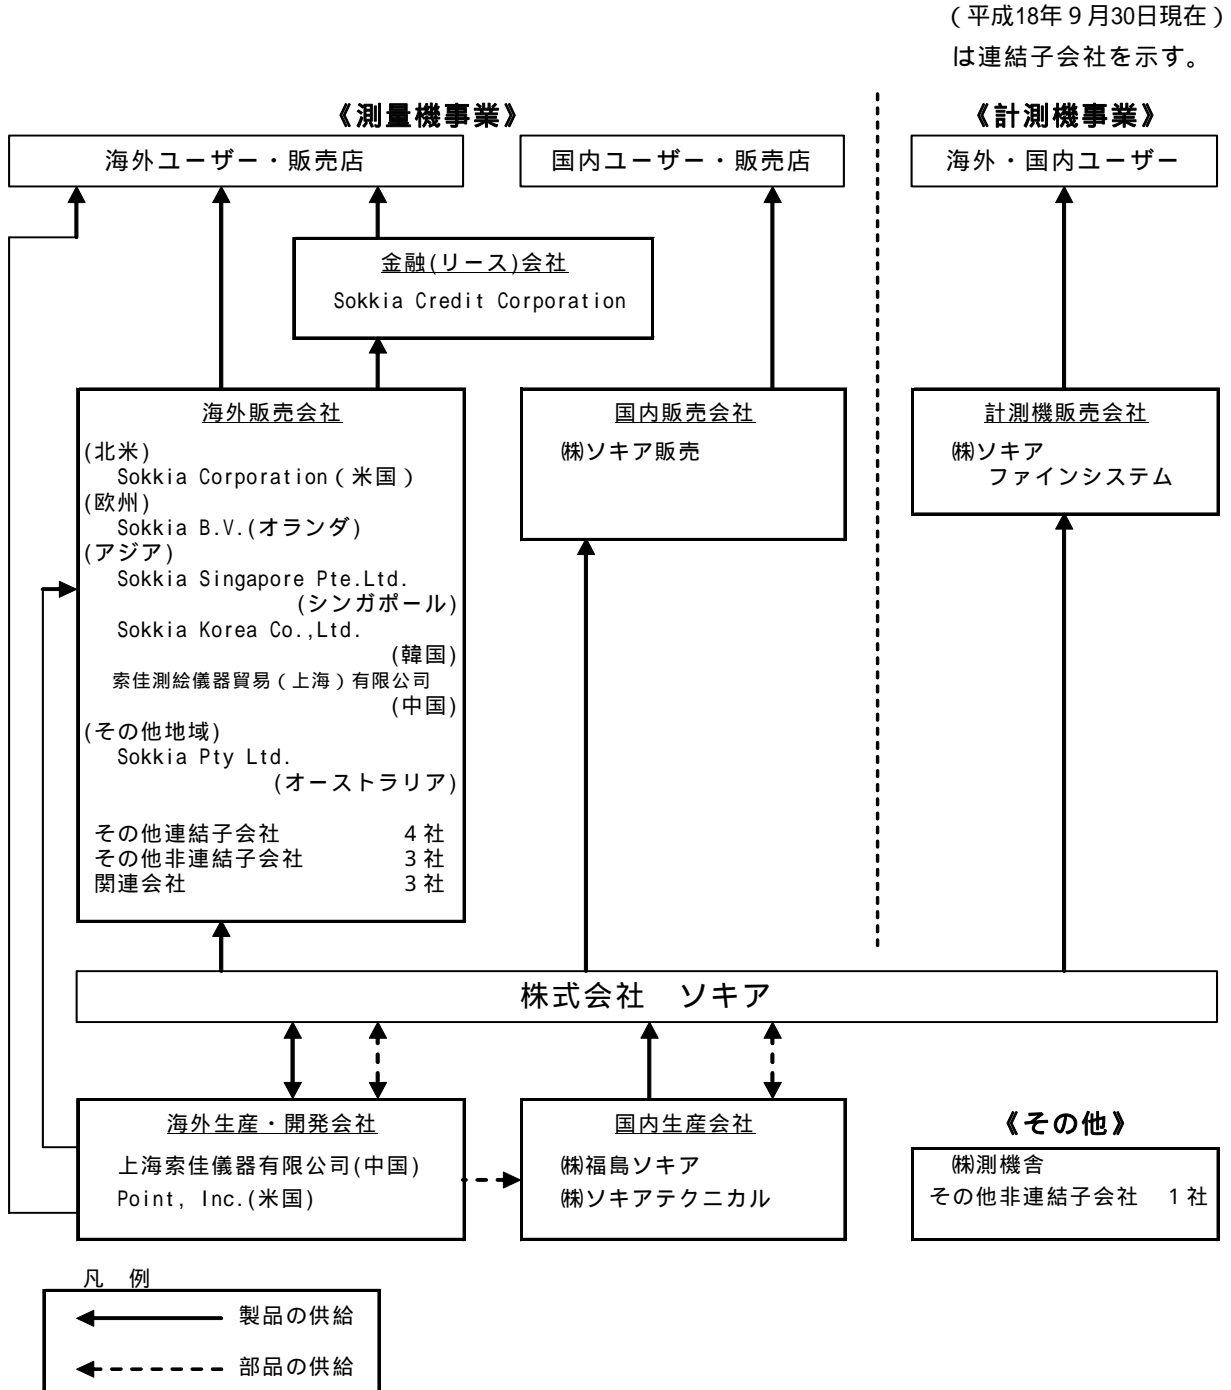 （平成18年９月30日現在）
は連結子会社を示す。
《測量機事業》
《計測機事業》
海外ユーザー・販売店
国内ユーザー・販売店
海外・国内ユーザー
金融(リース)会社
Sokkia Credit Corporation
海外販売会社
(北米)
Sokkia Corporation（米国）
(欧州)
Sokkia B.V.(オランダ)
(アジア)
Sokkia Singapore Pte.Ltd.
(シンガポール)
Sokkia Korea Co.,Ltd.
(韓国)
索佳測絵儀器貿易（上海）有限公司
(中国)
(その他地域)
Sokkia Pty Ltd.
(オーストラリア)
その他連結子会社　４社
その他非連結子会社　３社
関連会社　３社
国内販売会社
㈱ソキア販売
計測機販売会社
㈱ソキア
ファインシステム
株式会社　ソキア
海外生産・開発会社
上海索佳儀器有限公司(中国)
Point, Inc.(米国)
国内生産会社
㈱福島ソキア
㈱ソキアテクニカル
《その他》
㈱測機舎
その他非連結子会社　１社
凡　例
製品の供給
部品の供給